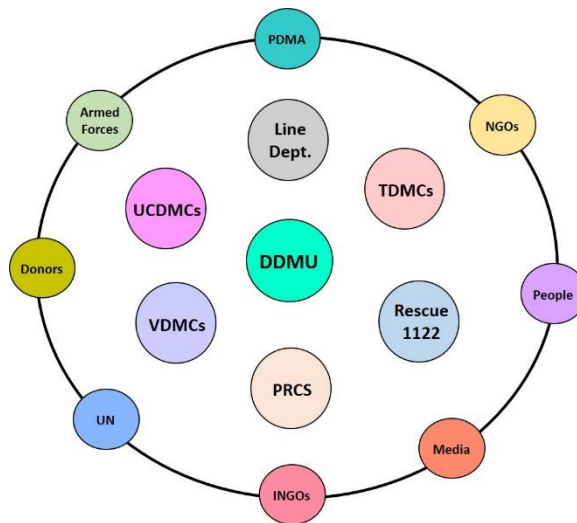 PDMA
Armed
Forces
NGOs
Line
Dept.
TDMCs
UCDMCs
DDMU
Donors
People
VDMCs
Rescue
1122
PRCS
UN
Media
INGOs